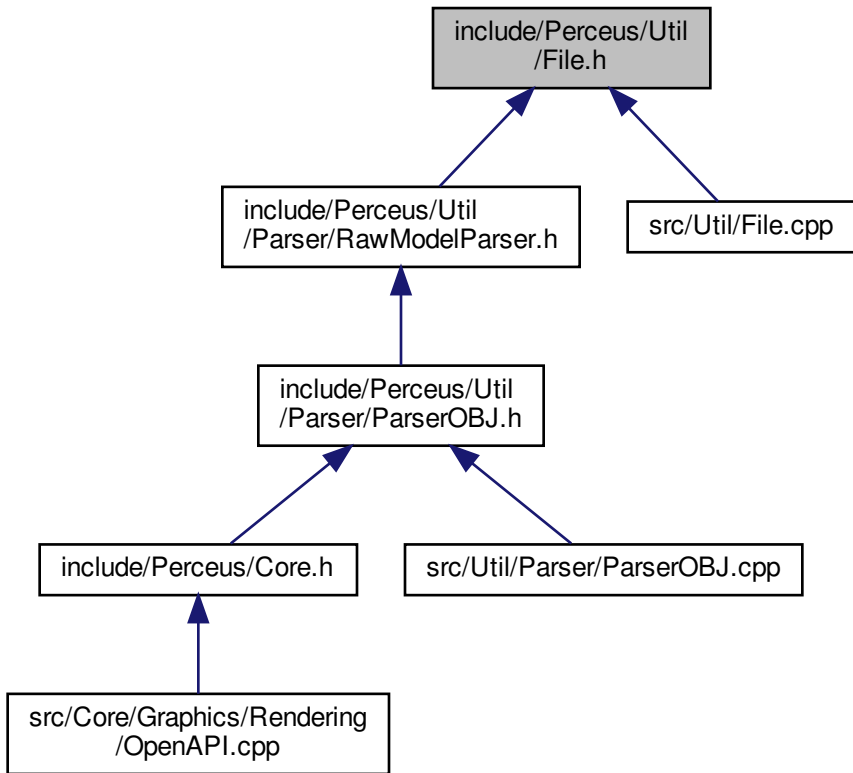 include/Perceus/Util
/File.h
include/Perceus/Util
/Parser/RawModelParser.h
src/Util/File.cpp
include/Perceus/Util
/Parser/ParserOBJ.h
include/Perceus/Core.h
src/Util/Parser/ParserOBJ.cpp
src/Core/Graphics/Rendering
/OpenAPI.cpp